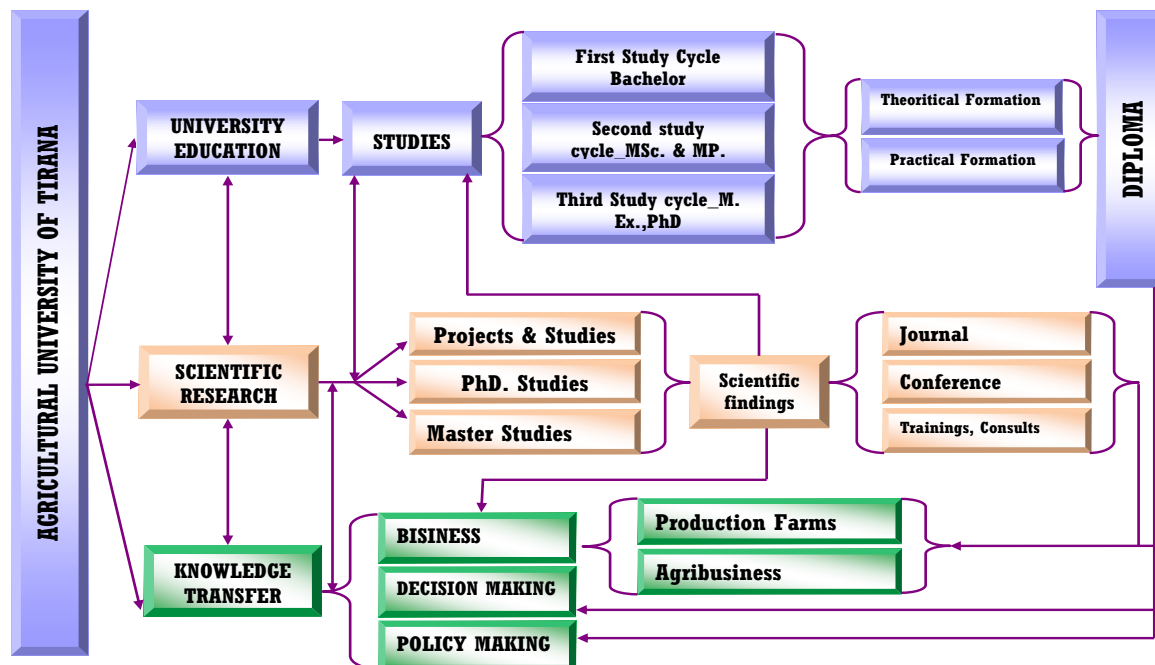 AGRICULTURAL UNIVERSITY OF TIRANA
UNIVERSITY
EDUCATION
STUDIES
First Study Cycle
Bachelor
Second study
cycle_MSc. & MP.
Third Study cycle_M.
Ex.,PhD
Theoritical Formation
Practical Formation
DIPLOMA
SCIENTIFIC
RESEARCH
Projects & Studies
PhD. Studies
Master Studies
Scientific
findings
Journal
Conference
Trainings, Consults
KNOWLEDGE
TRANSFER
BISINESS
DECISION MAKING
POLICY MAKING
Production Farms
Agribusiness